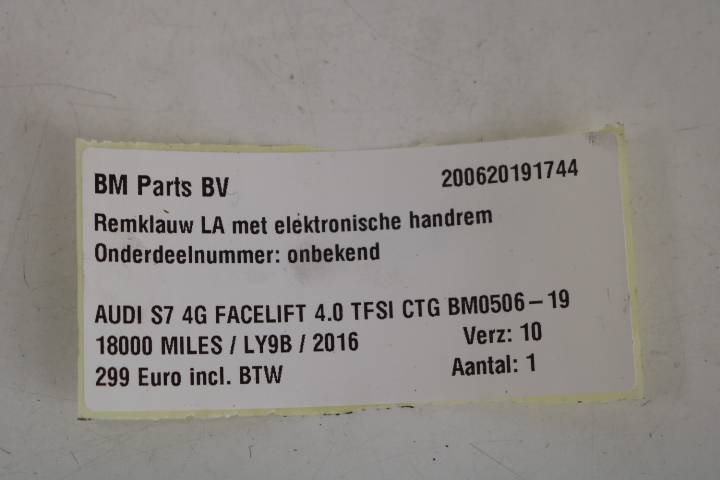 BM Parts BV 200620191744
Remklauw LA met elektronische handrem
Onderdeelnummer: onbekend
AUDI S7 4G FACELIFT 4.0 TFSI CTG BM0506-19
18000 MILES / LY9B / 2016 Verz: 10
299 Euro incl. BTW Aantal: 1